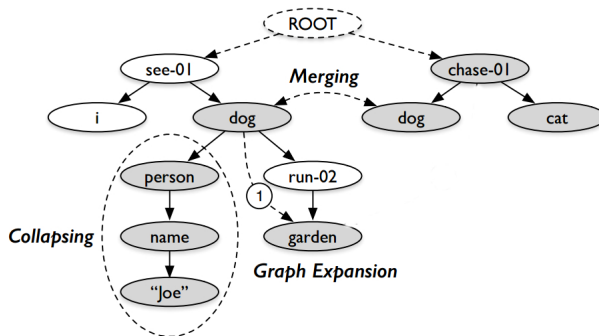 ROOT
see-01
chase-01
Merging
i
dog
dog
cat
person
run-02
1
Collapsing
name
garden
Graph Expansion
“Joe”